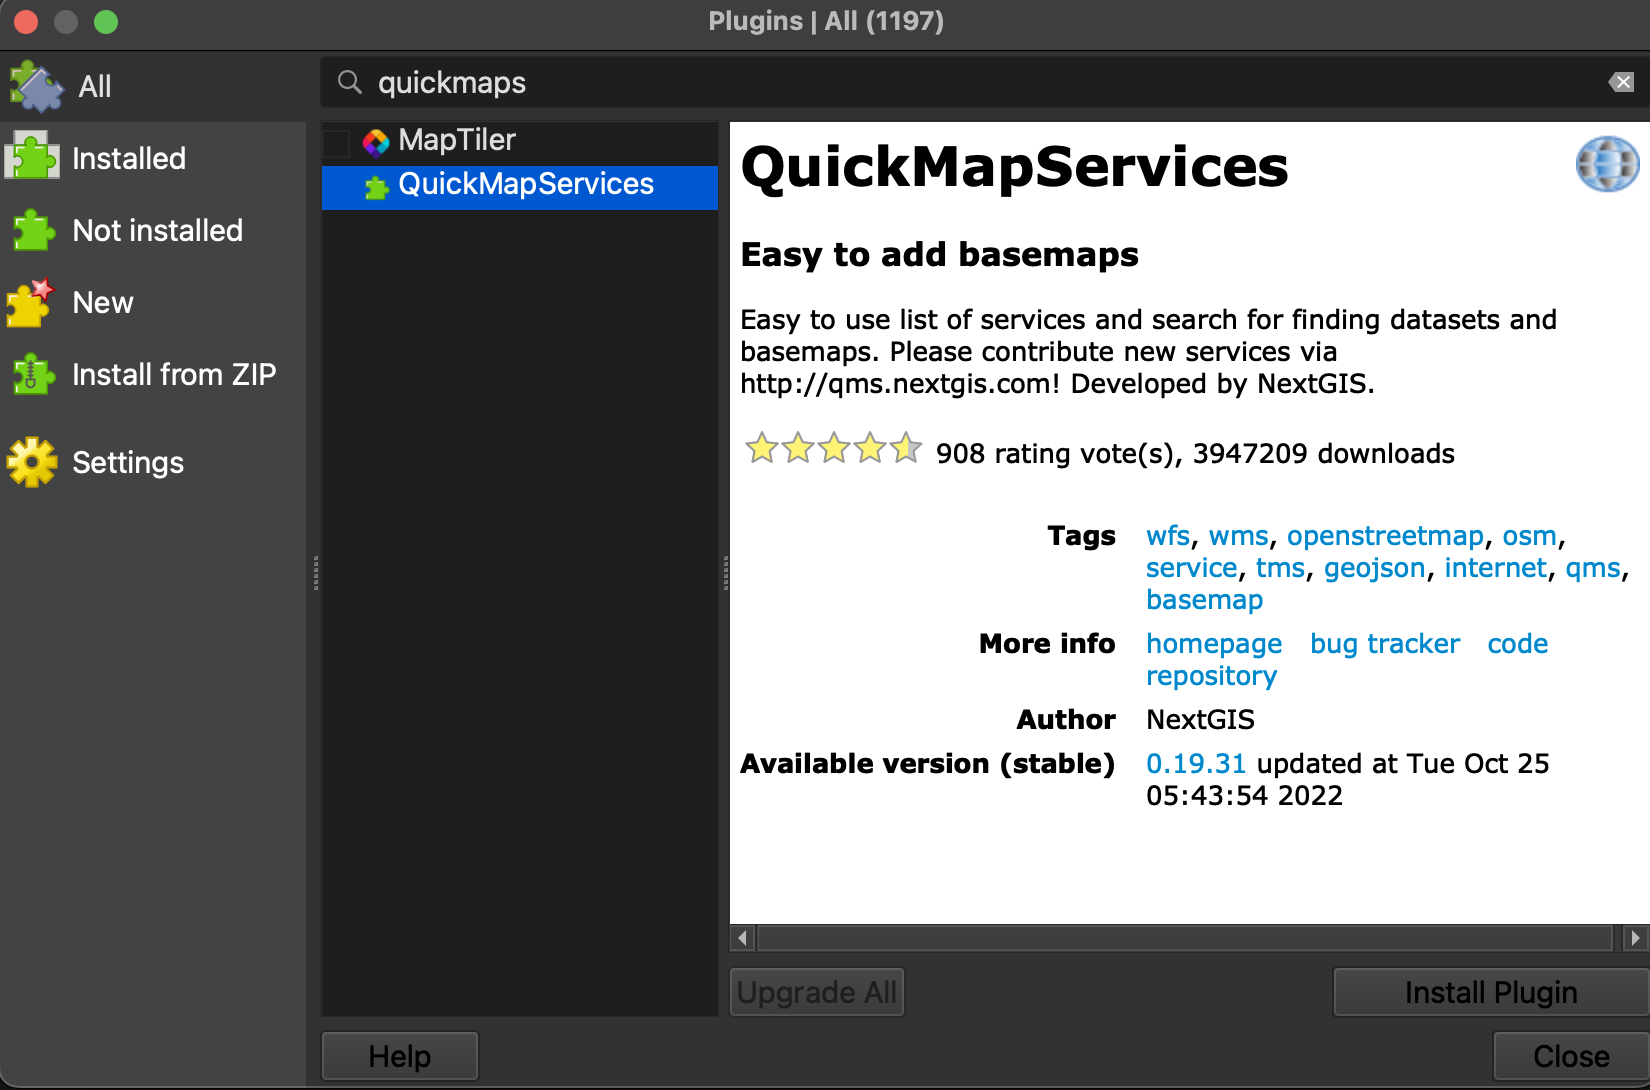 Plugins | All (1197)
All
quickmaps
Installed
Not installed
New
Install from ZIP
Settings
MapTiler
QuickMapServices
QuickMapServices
Easy to add basemaps
Easy to use list of services and search for finding datasets and
basemaps. Please contribute new services via
http://qms.nextgis.com! Developed by NextGIS.
908 rating vote(s), 3947209 downloads
Tags wfs, wms, openstreetmap, osm,
service, tms, geojson, internet, qms,
basemap
More info homepage bug tracker code
repository
Author NextGIS
Available version (stable) 0.19.31 updated at Tue Oct 25
05:43:54 2022
Upgrade All Install Plugin
Help Close